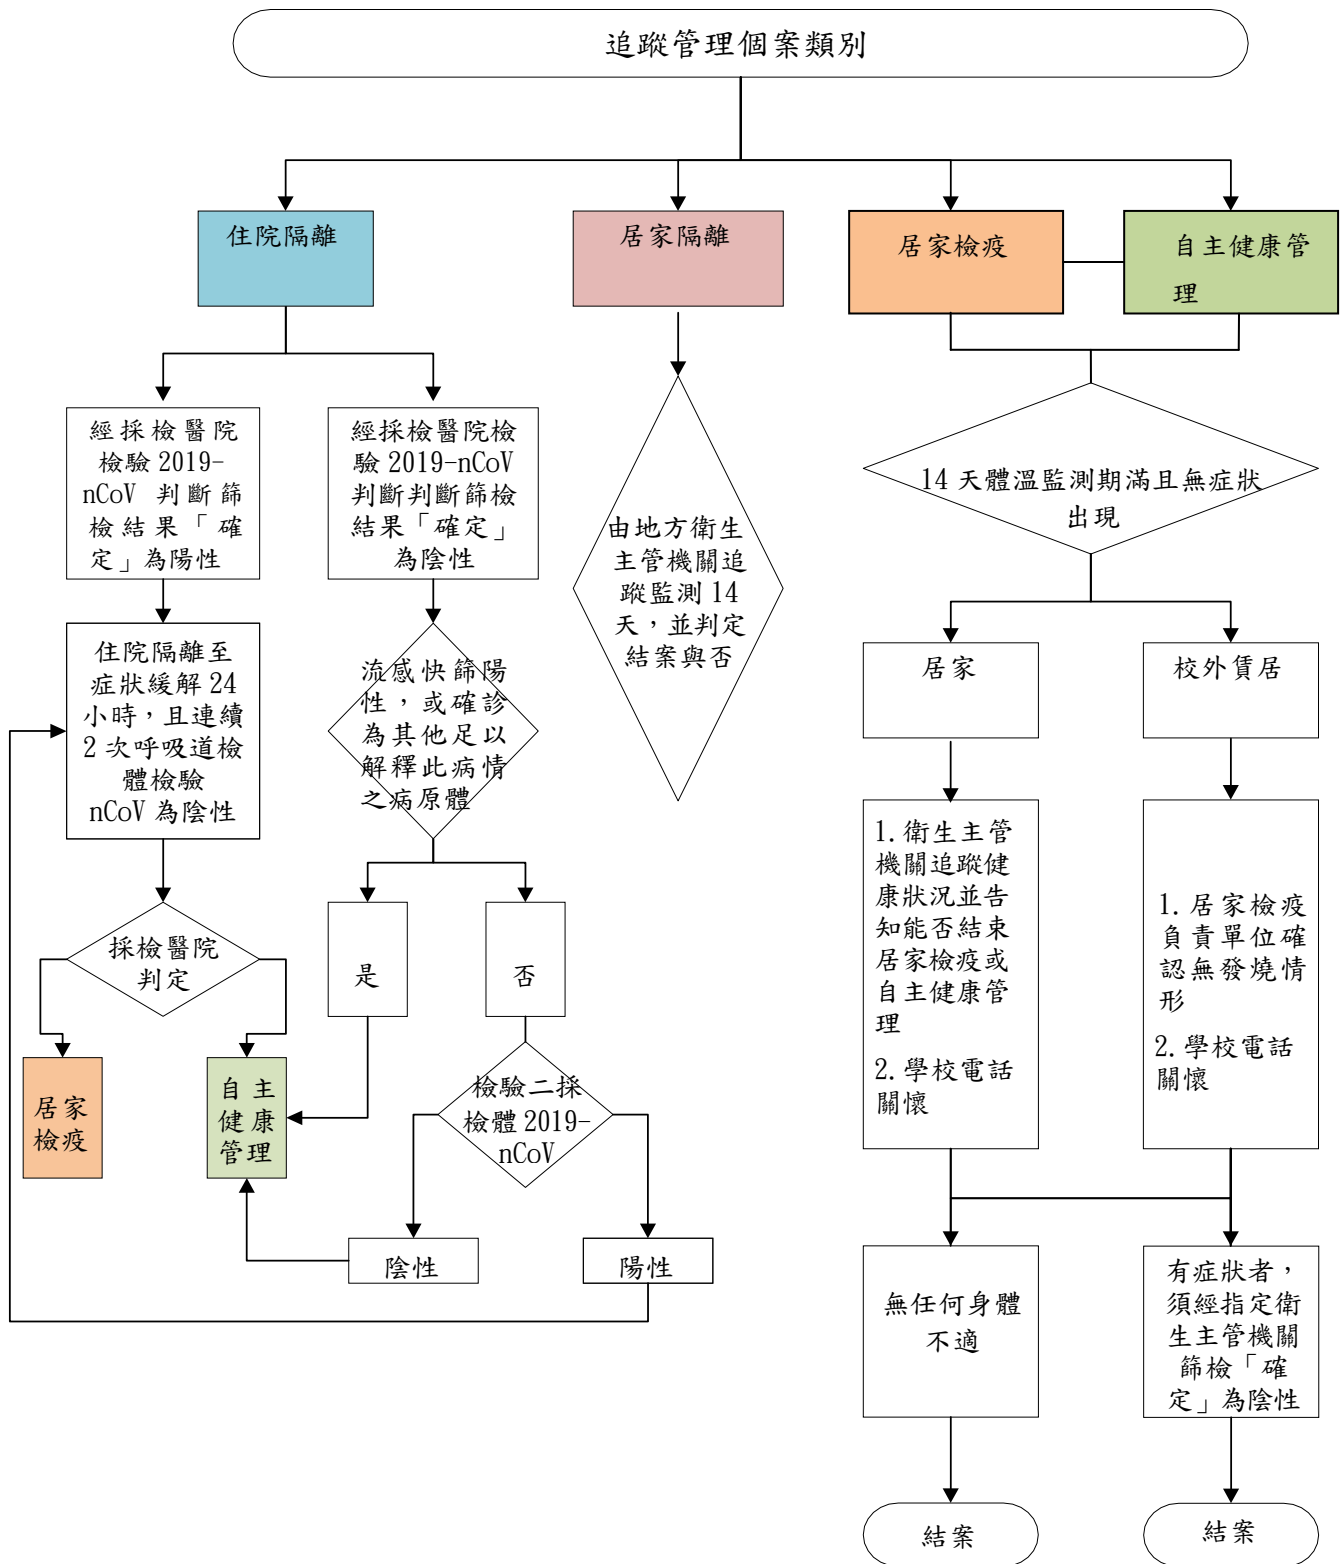 追蹤管理個案類別
住院隔離
居家隔離
居家檢疫
自主健康管
理
經採檢醫院
檢驗 2019-
nCoV 判斷篩
檢結果「確
定」為陽性
經採檢醫院檢
驗 2019-nCoV
判斷判斷篩檢
結果「確定」
為陰性
由地方衛生
主管機關追
蹤監測 14
天，並判定
結案與否
14 天體溫監測期滿且無症狀
出現
住院隔離至
症狀緩解 24
小時，且連續
2 次呼吸道檢
體檢驗
nCoV 為陰性
流感快篩陽
性，或確診
為其他足以
解釋此病情
之病原體
居家
校外賃居
1. 衛生主管
機關追蹤健
康狀況並告
知能否結束
居家檢疫或
自主健康管
理
2. 學校電話
關懷
1. 居家檢疫
負責單位確
認無發燒情
形
2. 學校電話
關懷
採檢醫院
判定
是
否
居家
檢疫
自主
健康
管理
檢驗二採
檢體 2019-
nCoV
陰性
陽性
無任何身體
不適
有症狀者，
須經指定衛
生主管機關
篩檢「確
定」為陰性
結案
結案